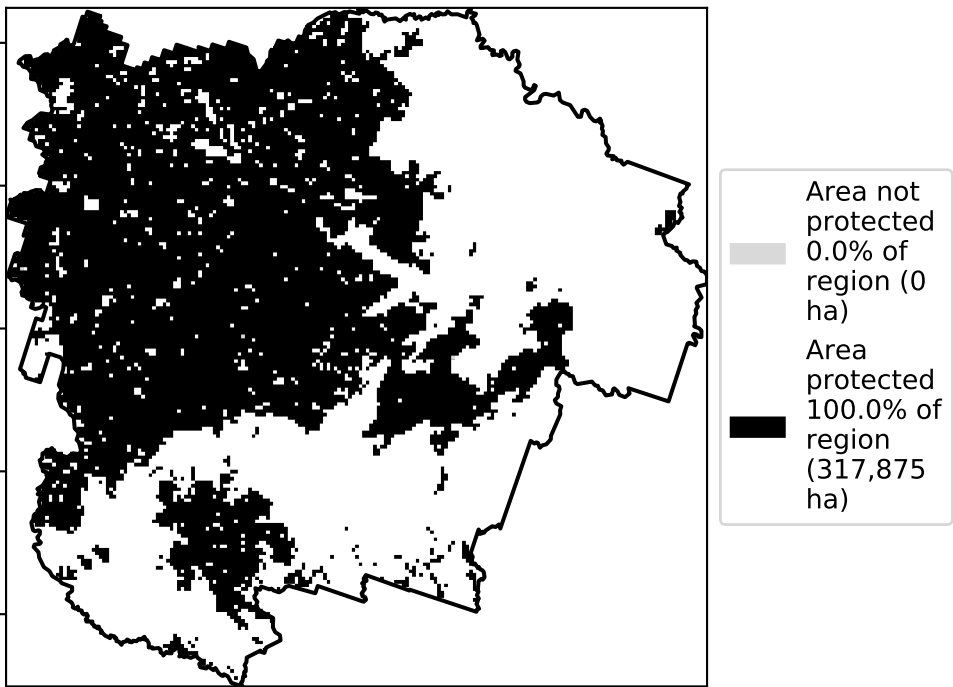 Area not
protected
0.0% of
region (0
ha)
Area
protected
100.0% of
region
(317,875
ha)